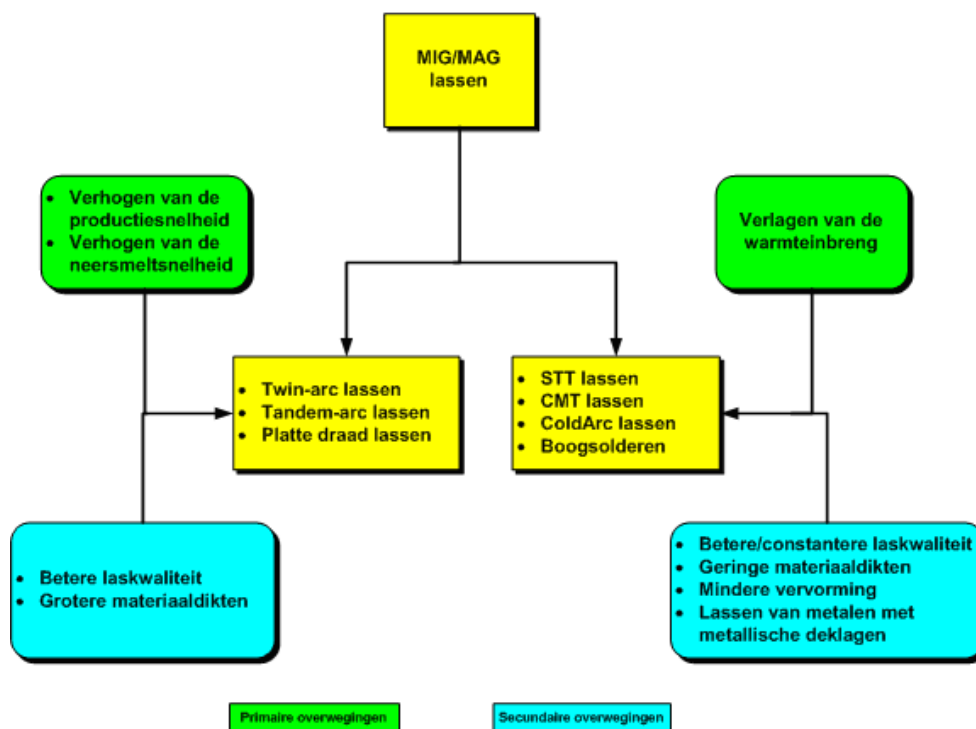 MIG/MAG
lassen
• Verhogen van de
productiesnelheid
• Verhogen van de
neersmeltsnelheid
Verlagen van de
warmteinbreng
• Twin-arc lassen
• Tandem-arc lassen
• Platte draad lassen
• STT lassen
• CMT lassen
• ColdArc lassen
• Boogsolderen
• Betere laskwaliteit
• Grotere materiaaldikten
• Betere/constantere laskwaliteit
• Geringe materiaaldikten
• Mindere vervorming
• Lassen van metalen met
metallische deklagen
Primaire overwegingen
Secundaire overwegingen